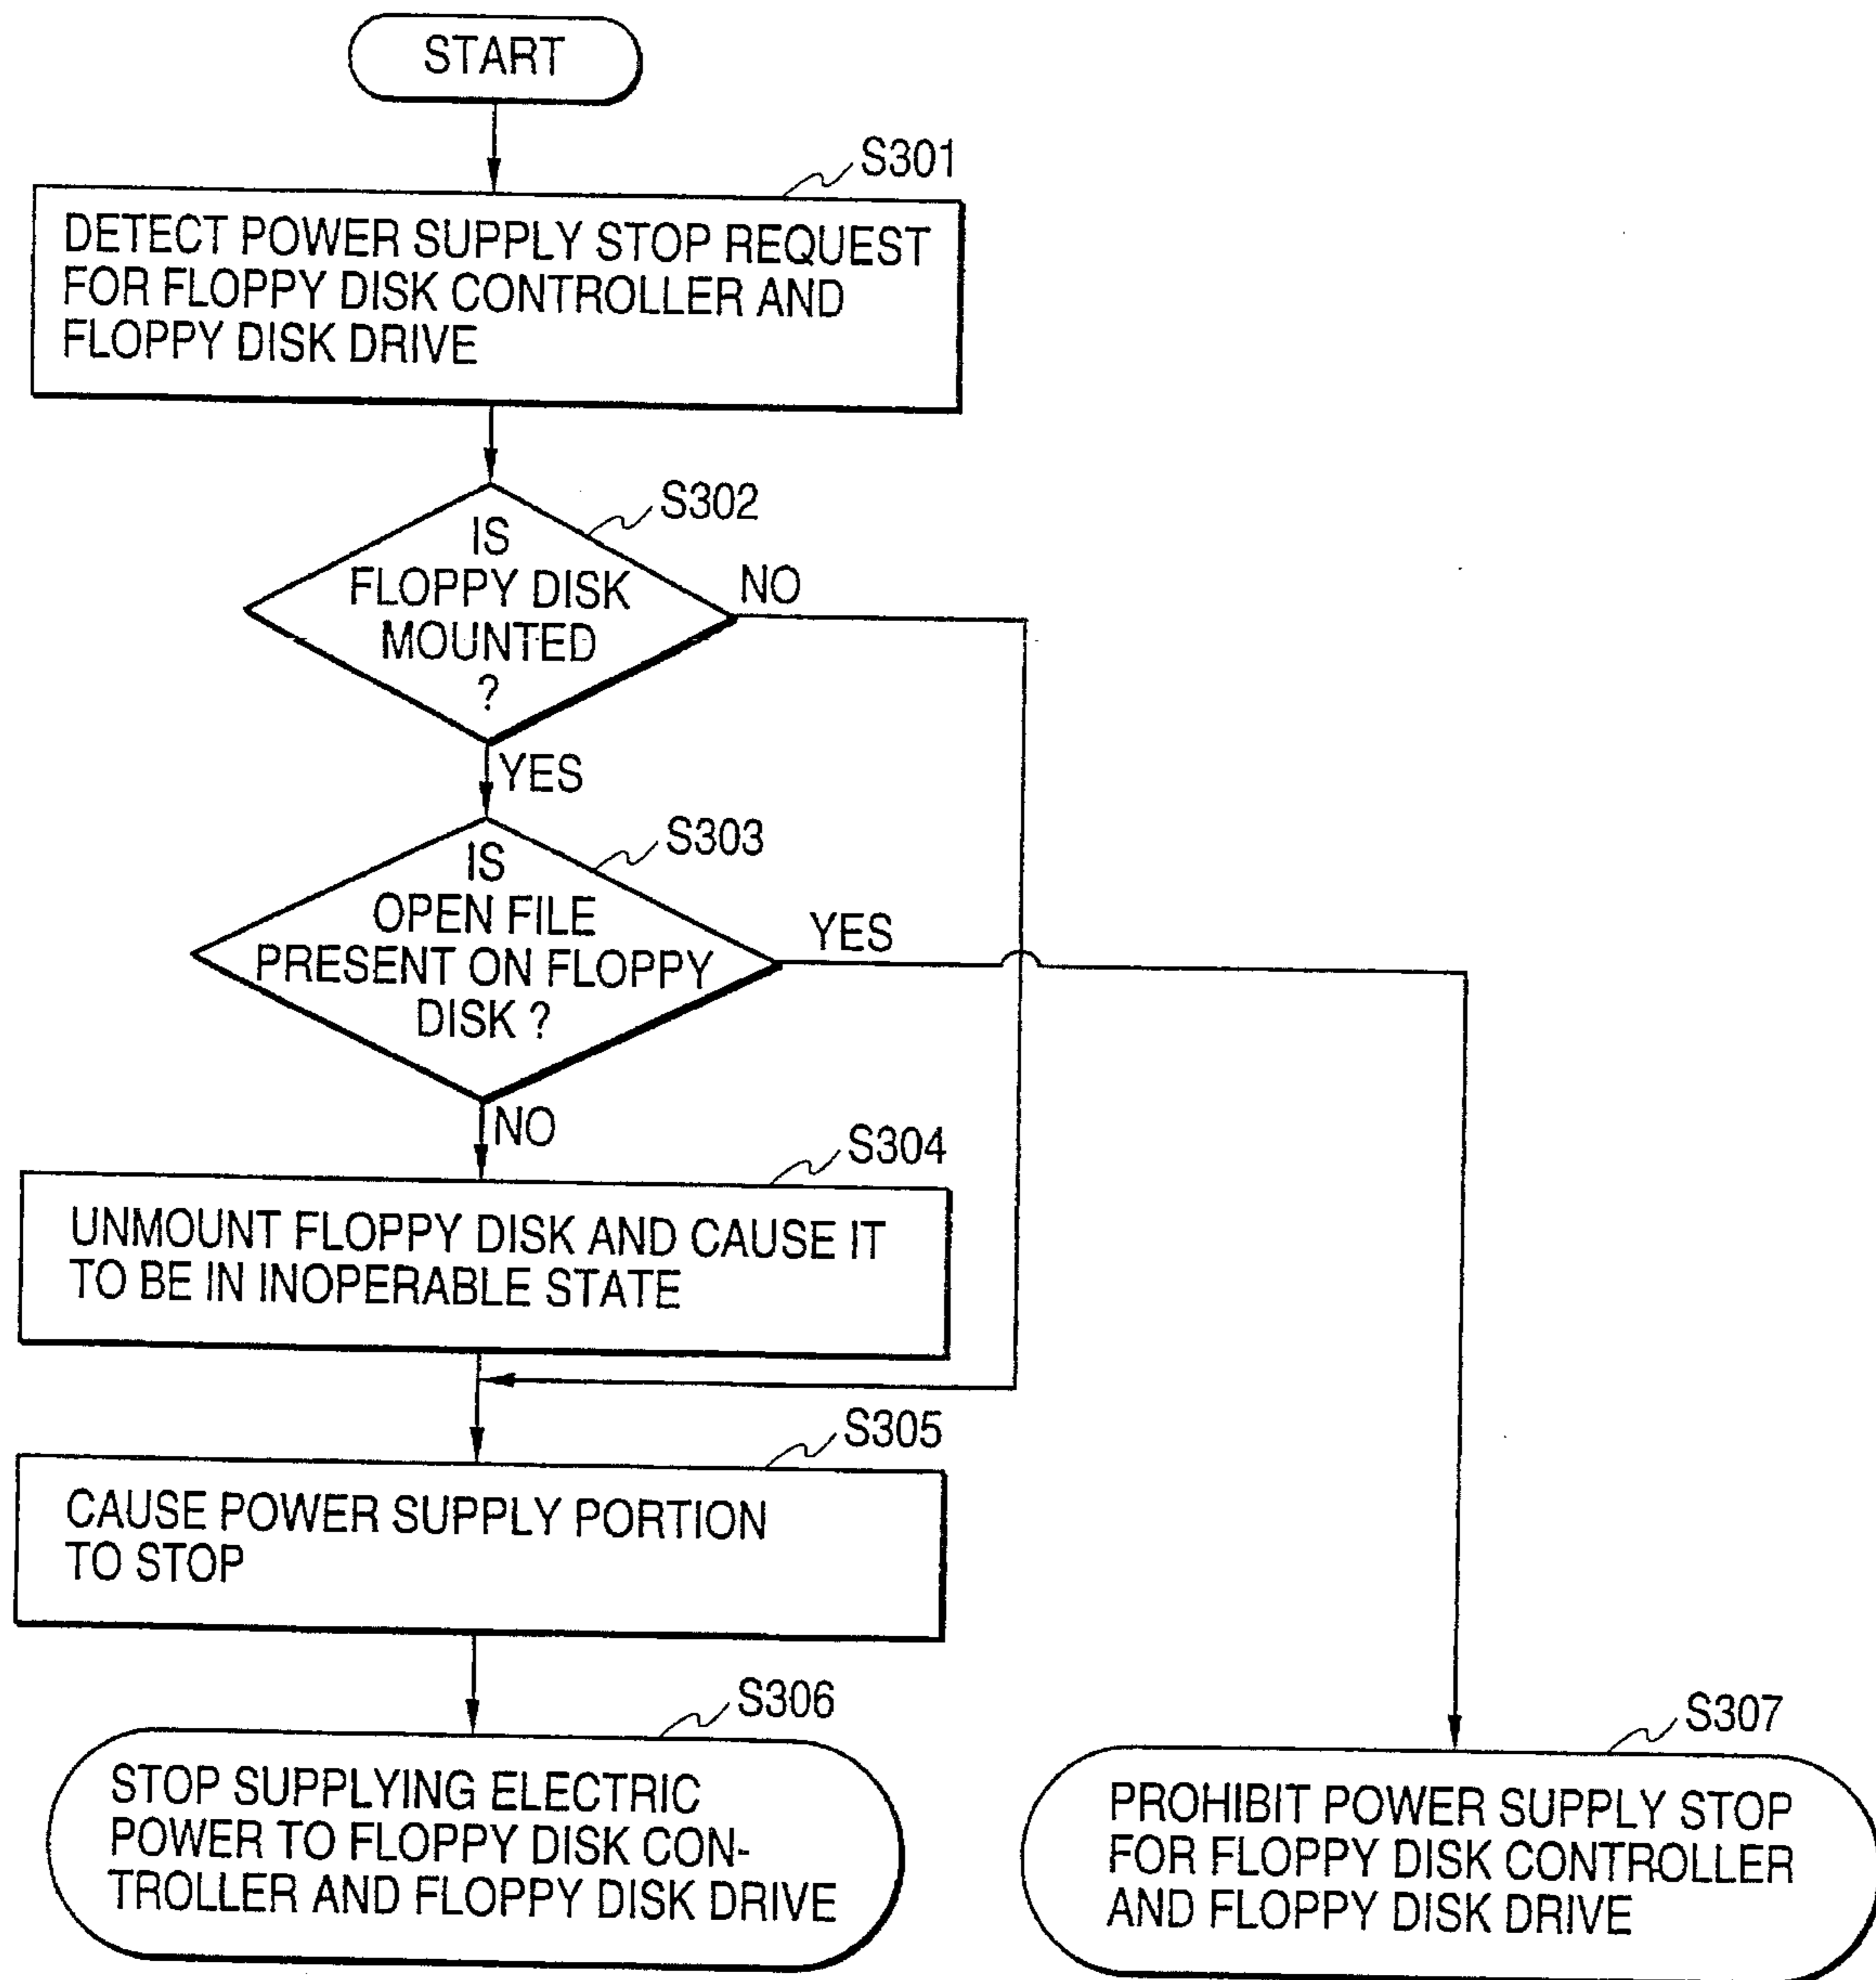 START
S301
DETECT POWER SUPPLY STOP REQUEST
FOR FLOPPY DISK CONTROLLER AND
FLOPPY DISK DRIVE
S302
IS
FLOPPY DISK
MOUNTED
?
NO
YES
S303
IS
OPEN FILE
PRESENT ON FLOPPY
DISK ?
YES
NO
S304
UNMOUNT FLOPPY DISK AND CAUSE IT
TO BE IN INOPERABLE STATE
S305
CAUSE POWER SUPPLY PORTION
TO STOP
S306
STOP SUPPLYING ELECTRIC
POWER TO FLOPPY DISK CON-
TROLLER AND FLOPPY DISK DRIVE
S307
PROHIBIT POWER SUPPLY STOP
FOR FLOPPY DISK CONTROLLER
AND FLOPPY DISK DRIVE